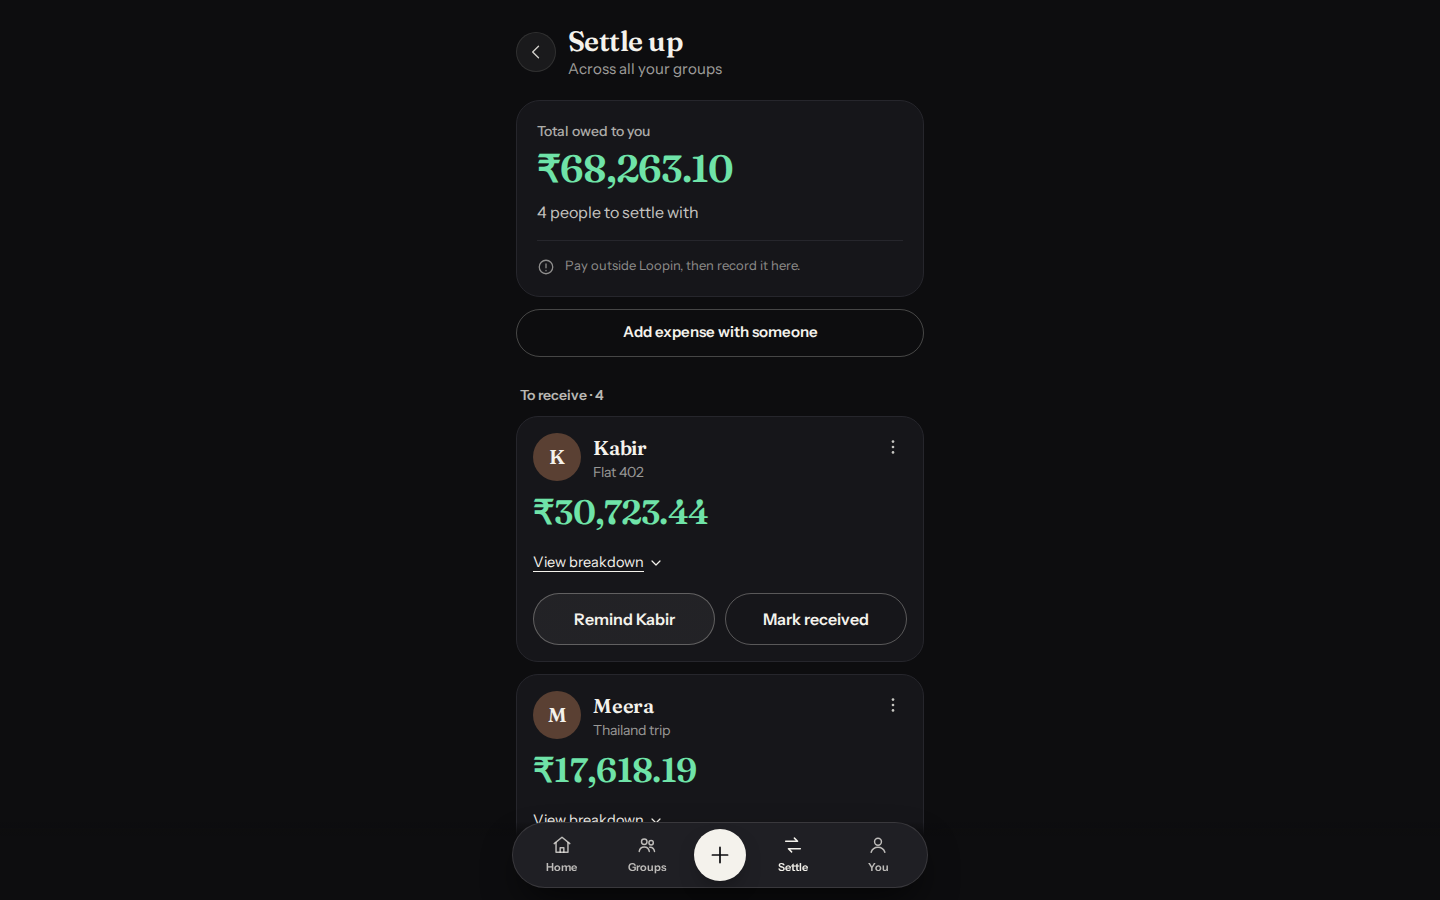 Settle up
Across all your groups
Total owed to you
₹68,263.10
4 people to settle with
Pay outside Loopin, then record it here.
Add expense with someone
To receive · 4
K
Kabir
Flat 402
₹30,723.44
View breakdown
Remind Kabir
Mark received
M
Meera
Thailand trip
₹17,618.19
View breakdown
Home
Groups
Settle
You